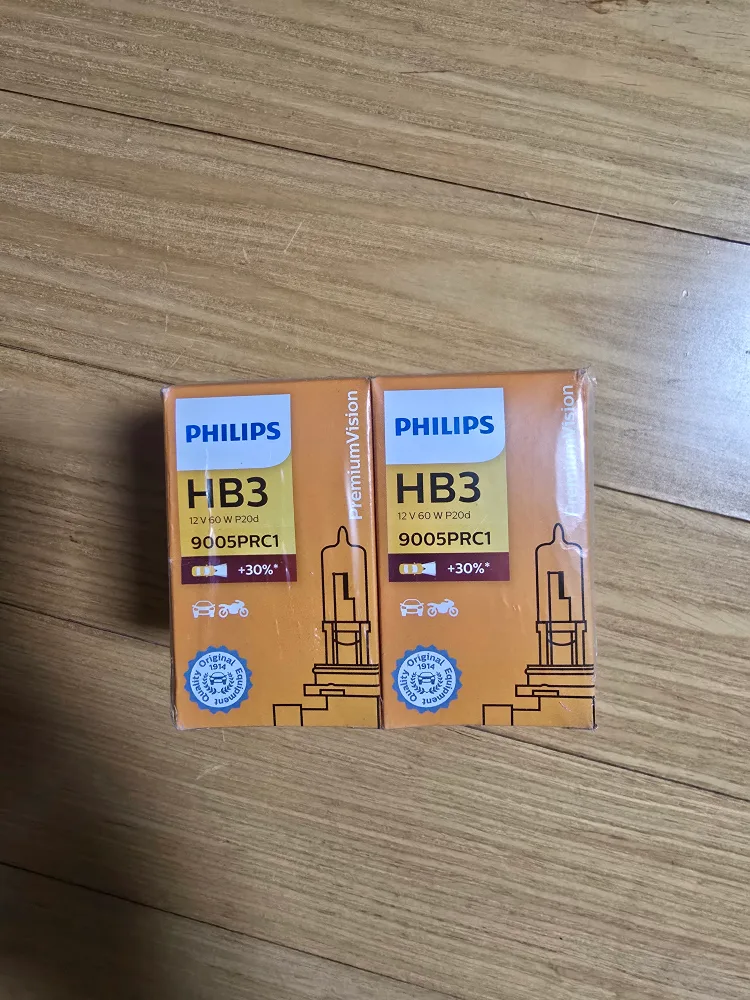 PHILIPS
HB3
12 V 60 W P20d
9005PRC1
+30%*
PremiumVision
Quality Original Equipment
1914
PHILIPS
HB3
12 V 60 W P20d
9005PRC1
+30%*
Vision
Quality Original Equipment
1914